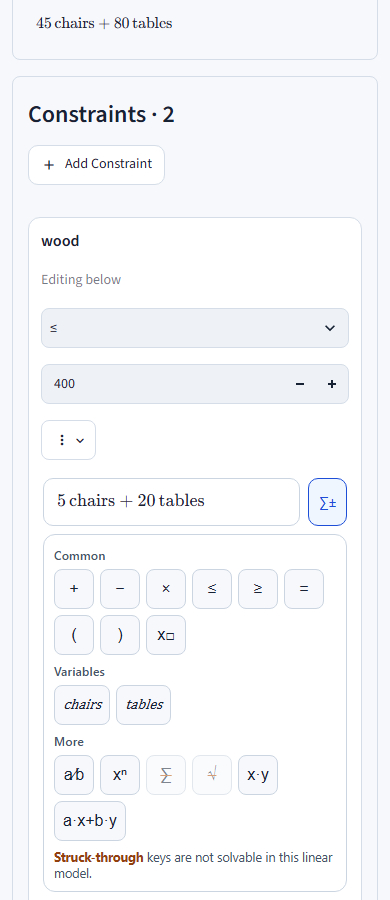 45 chairs + 80 tables
Constraints · 2
+ Add Constraint
wood
Editing below
≤
400 − +
5 chairs + 20 tables ∑±
Common
+ − × ≤ ≥ =
( ) x□
Variables
chairs tables
More
a⁄b xⁿ ∑ √ x·y
a·x+b·y
Struck-through keys are not solvable in this linear
model.